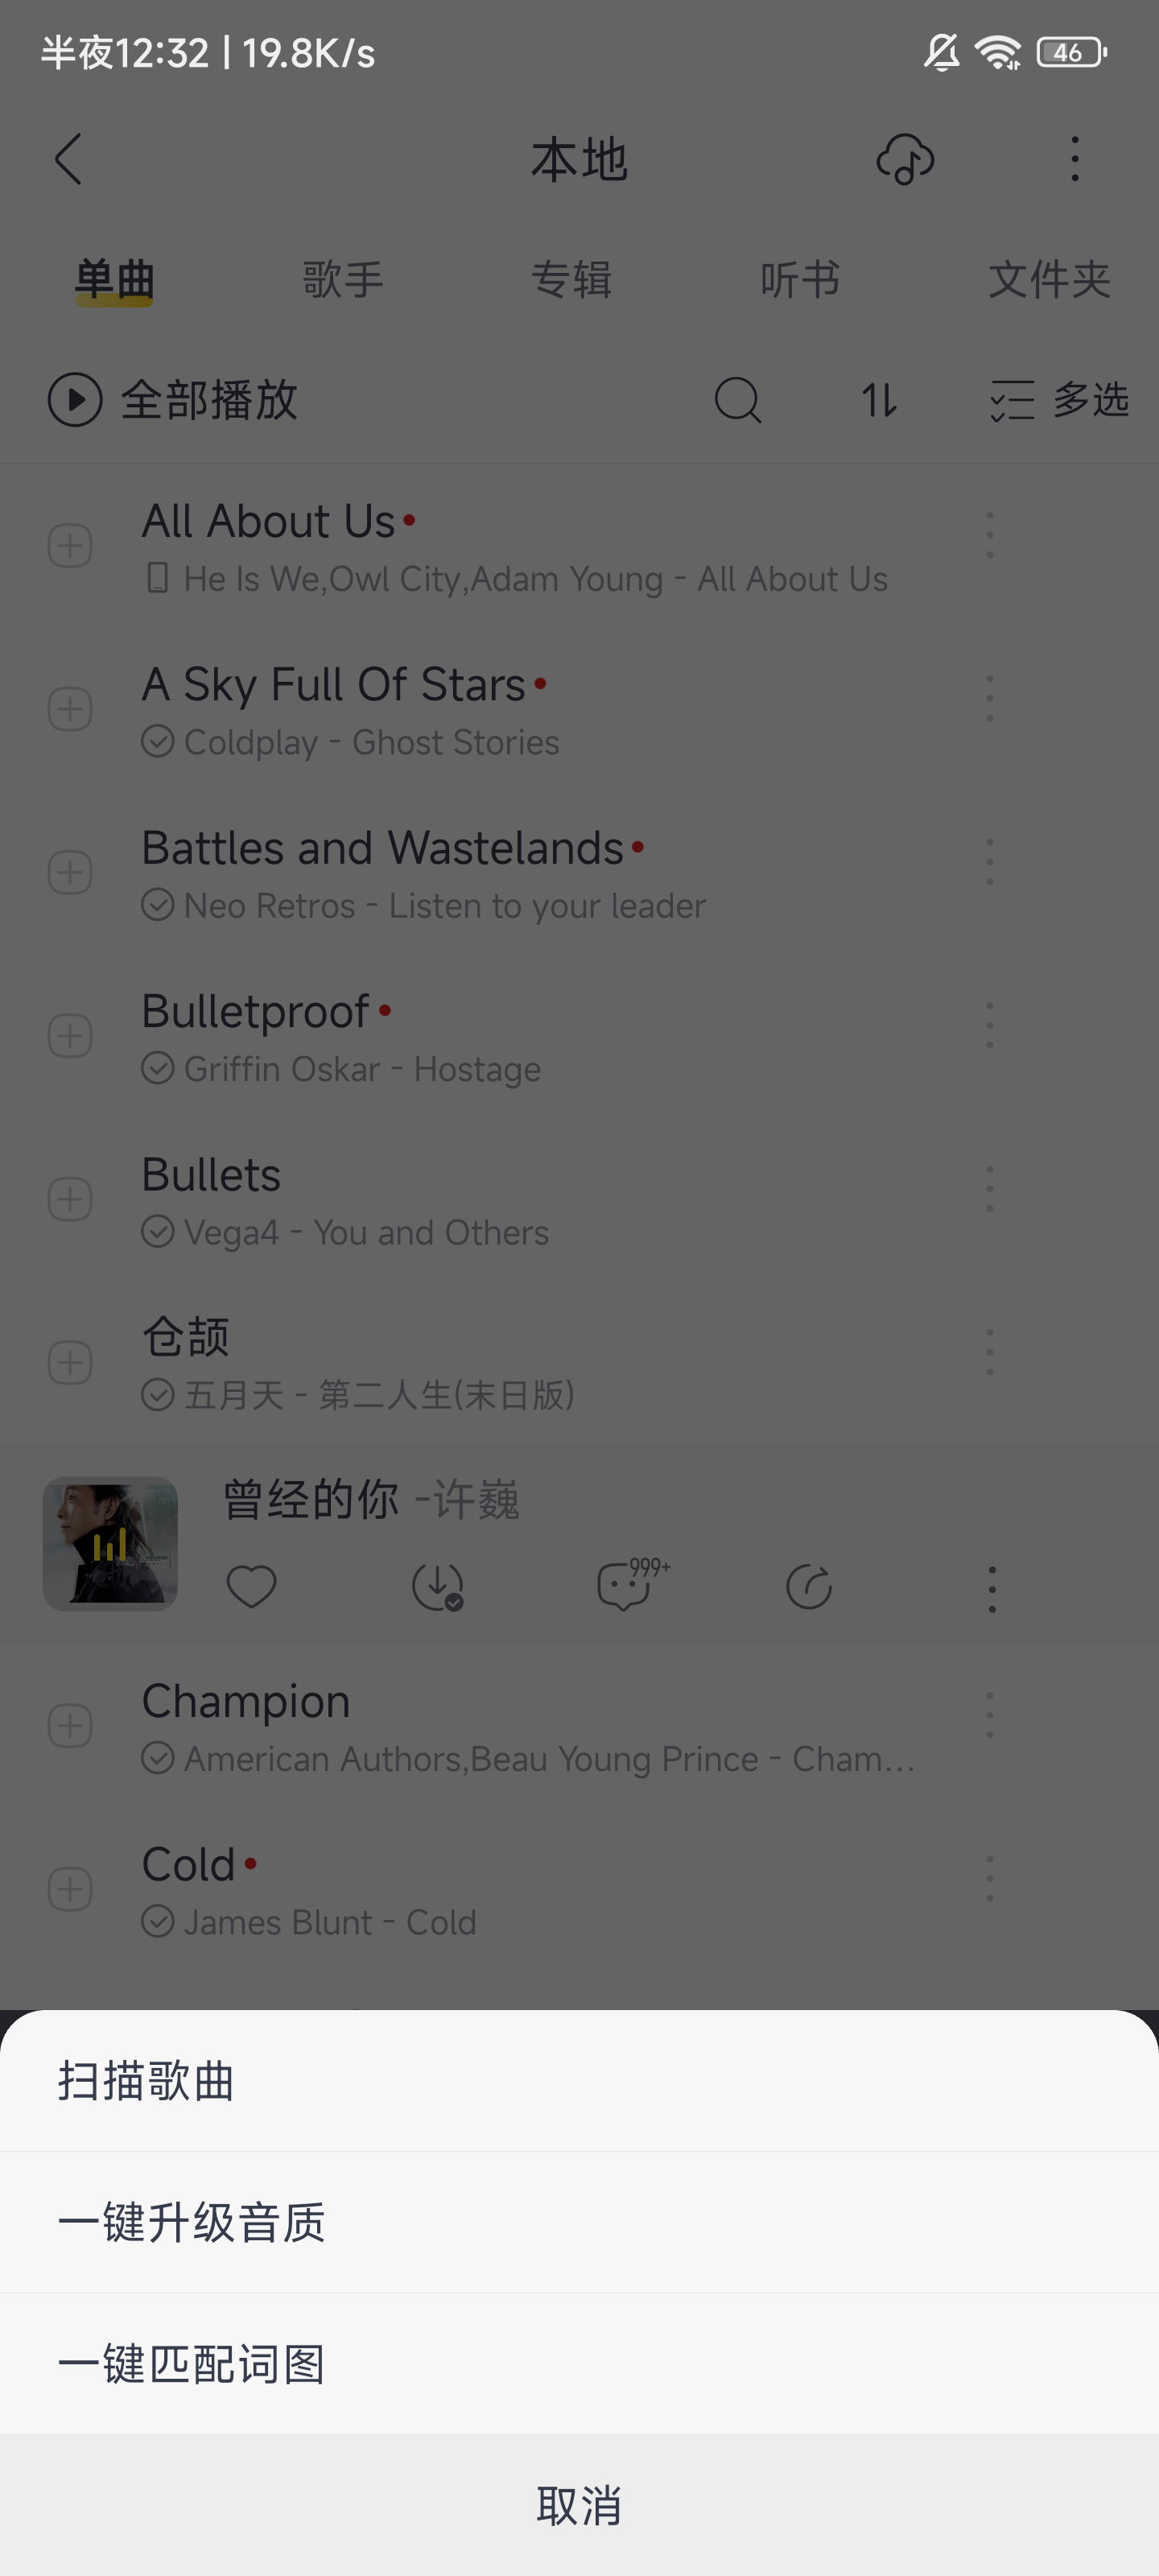 半夜12:32 | 19.8K/s
46
本地
单曲 歌手 专辑 听书 文件夹
全部播放 多选
All About Us
He Is We,Owl City,Adam Young - All About Us
A Sky Full Of Stars
Coldplay - Ghost Stories
Battles and Wastelands
Neo Retros - Listen to your leader
Bulletproof
Griffin Oskar - Hostage
Bullets
Vega4 - You and Others
仓颉
五月天 - 第二人生(末日版)
曾经的你 -许巍
999+
Champion
American Authors,Beau Young Prince - Cham...
Cold
James Blunt - Cold
扫描歌曲
一键升级音质
一键匹配词图
取消